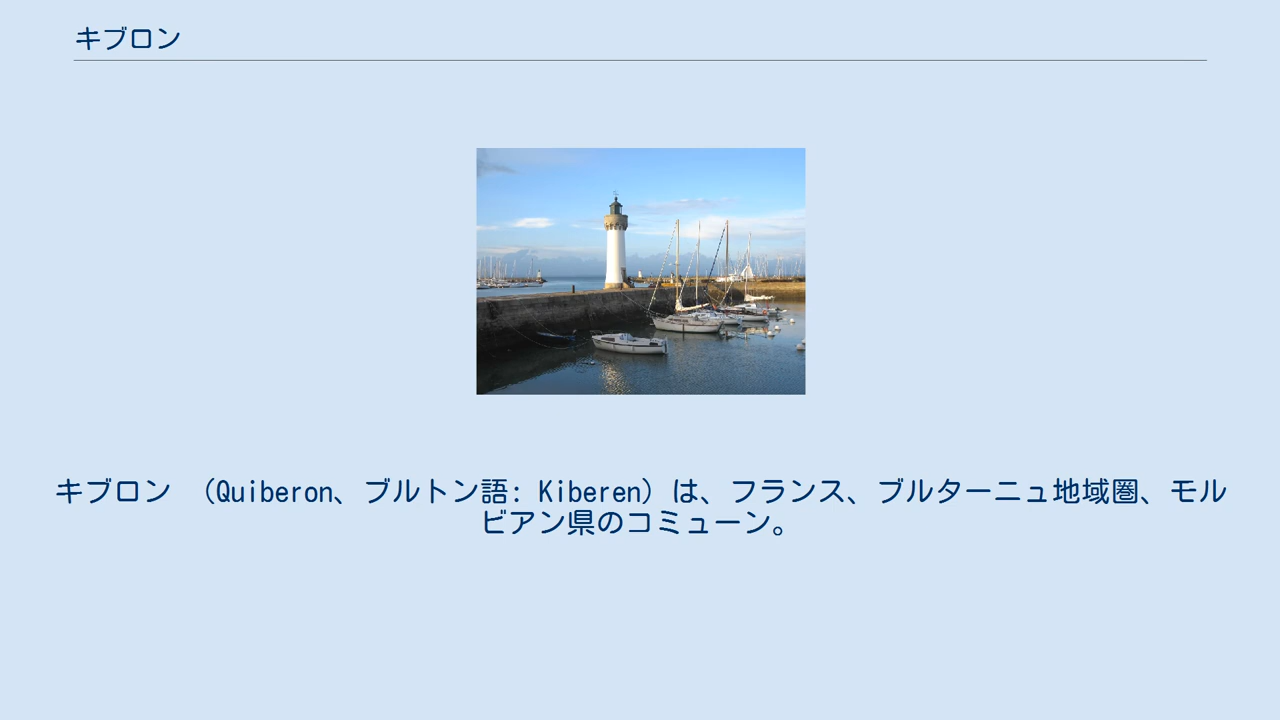 キブロン
キブロン （Quiberon、ブルトン語: Kiberen）は、フランス、ブルターニュ地域圏、モル
ビアン県のコミューン。